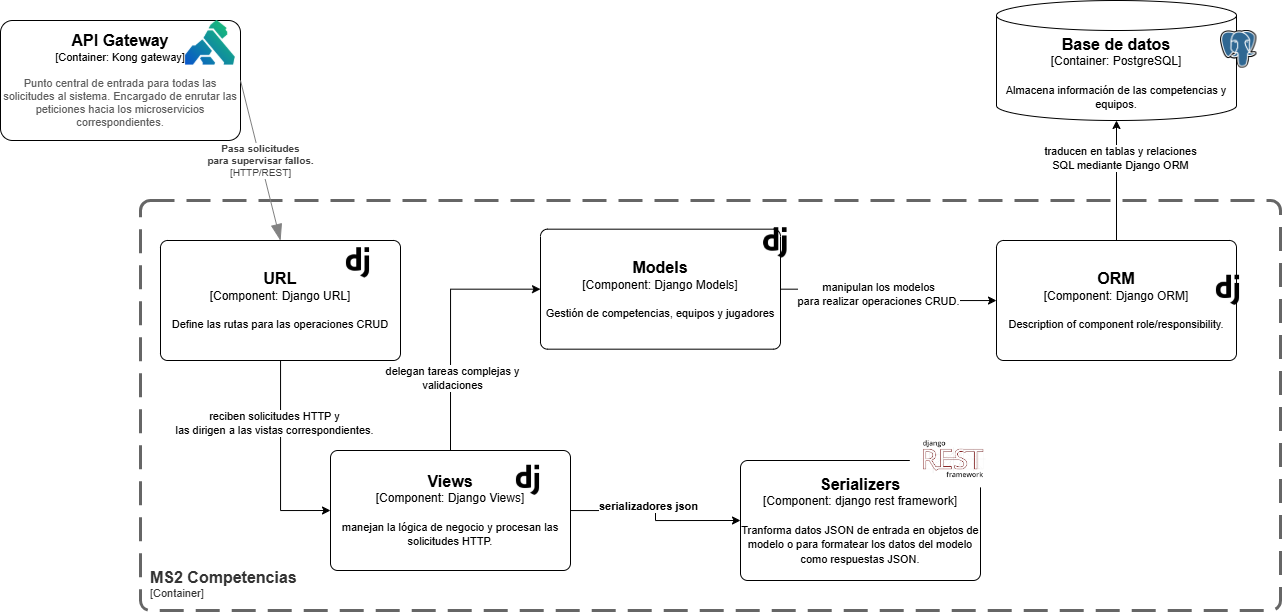 API Gateway
[Container: Kong gateway]
Punto central de entrada para todas las
solicitudes al sistema. Encargado de enrutar las
peticiones hacia los microservicios
correspondientes.
Base de datos
[Container: PostgreSQL]
Almacena información de las competencias y
equipos.
Pasa solicitudes
para supervisar fallos.
[HTTP/REST]
traducen en tablas y relaciones
SQL mediante Django ORM
dj
URL
[Component: Django URL]
Define las rutas para las operaciones CRUD
dj
Models
[Component: Django Models]
Gestión de competencias, equipos y jugadores
manipulan los modelos
para realizar operaciones CRUD.
dj
ORM
[Component: Django ORM]
Description of component role/responsibility.
delegan tareas complejas y
validaciones
reciben solicitudes HTTP y
las dirigen a las vistas correspondientes.
dj
Views
[Component: Django Views]
manejan la lógica de negocio y procesan las
solicitudes HTTP.
serializadores json
django
REST
framework
Serializers
[Component: django rest framework]
Tranforma datos JSON de entrada en objetos de
modelo o para formatear los datos del modelo
como respuestas JSON.
MS2 Competencias
[Container]